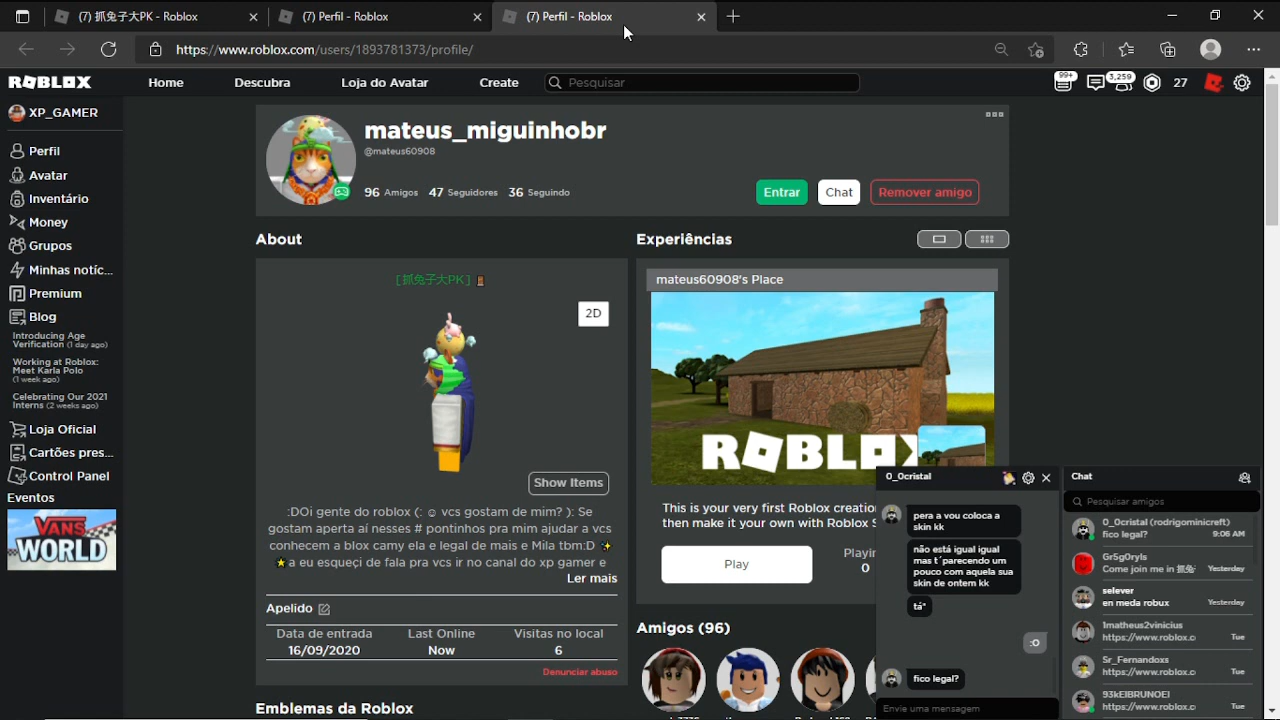 (7) 抓兔子大PK - Roblox
(7) Perfil - Roblox
(7) Perfil - Roblox
https://www.roblox.com/users/1893781373/profile/
ROBLOX
Home
Descubra
Loja do Avatar
Create
Pesquisar
99+
3,259
27
XP_GAMER
Perfil
Avatar
Inventário
Money
Grupos
Minhas notíc...
Premium
Blog
Introducing Age
Verification (1 day ago)
Working at Roblox:
Meet Karla Polo
(1 week ago)
Celebrating Our 2021
Interns (2 weeks ago)
Loja Oficial
Cartões pres...
Control Panel
Eventos
VANS
WORLD
mateus_miguinhobr
@mateus60908
96 Amigos 47 Seguidores 36 Seguindo
Entrar
Chat
Remover amigo
About
[抓兔子大PK]
2D
Show Items
:DOi gente do roblox (: a vcs gostam de mim? ): Se
gostam aperta aí nesses # pontinhos pra mim ajudar a vcs
conhecem a blox camy ela e legal de mais e Mila tbm:D ✨
⭐a eu esqueçi de fala pra vcs ir no canal do xp gamer e
Ler mais
Apelido
Data de entrada Last Online Visitas no local
16/09/2020 Now 6
Denunciar abuso
Emblemas da Roblox
Experiências
mateus60908's Place
ROBLOX
This is your very first Roblox creatio
then make it your own with Roblox S
Play
Playin
0
Amigos (96)
0_0cristal
pera a vou coloca a
skin kk
não está igual igual
mas t´parecendo um
pouco com aquela sua
skin de ontem kk
tá*
:O
fico legal?
Envie uma mensagem
Chat
Pesquisar amigos
0_0cristal (rodrigominicreft)
fico legal? 9:06 AM
Gr5g0ryls
Come join me in 抓兔 Yesterday
selever
en meda robux Yesterday
1matheus2vinicius
https://www.roblox.c Tue
Sr_Fernandoxs
https://www.roblox.c Tue
93kEIBRUNOEI
https://www.roblox.c Tue